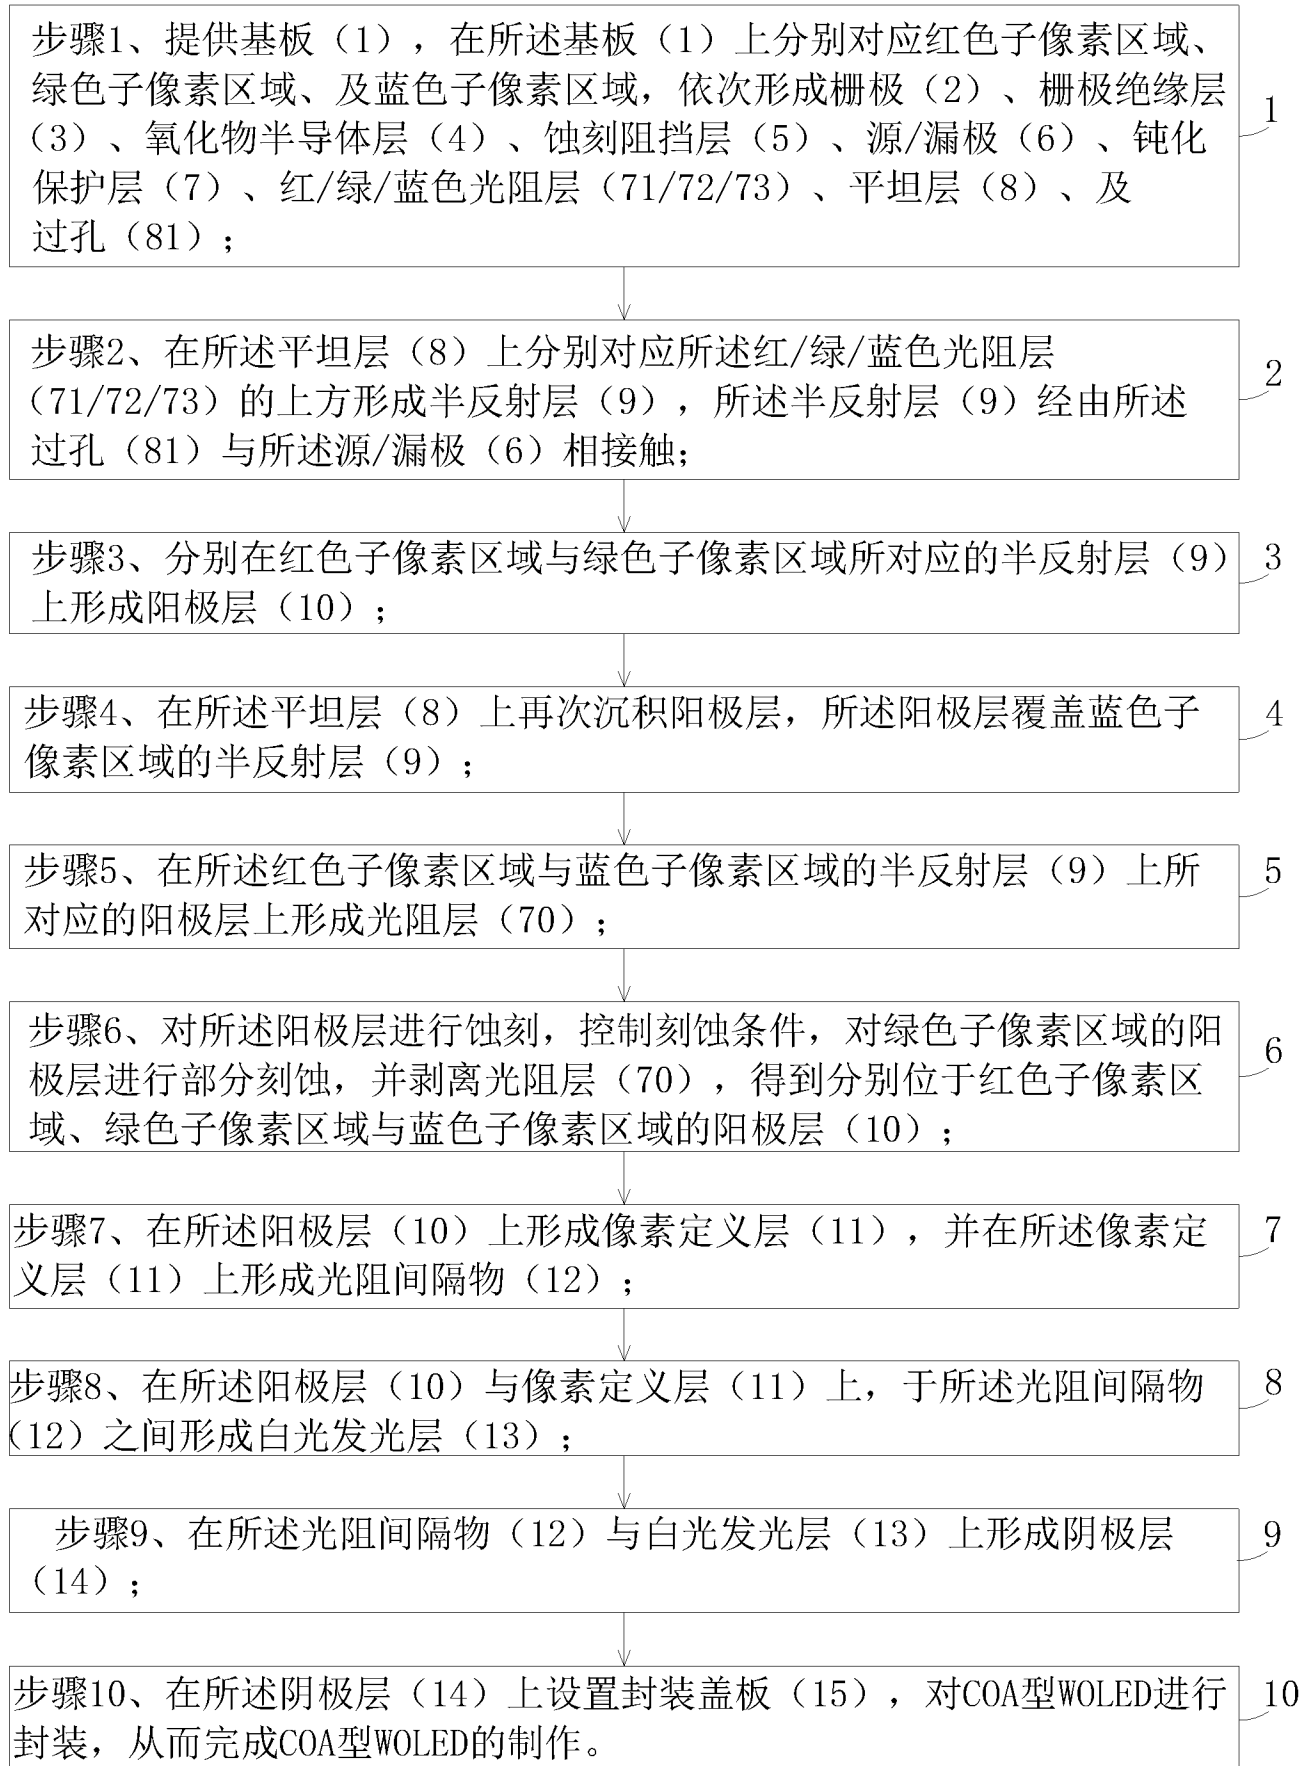 步骤1、提供基板（1），在所述基板（1）上分别对应红色子像素区域、
绿色子像素区域、及蓝色子像素区域，依次形成栅极（2）、栅极绝缘层
（3）、氧化物半导体层（4）、蚀刻阻挡层（5）、源/漏极（6）、钝化
保护层（7）、红/绿/蓝色光阻层（71/72/73）、平坦层（8）、及
过孔（81）；
1
步骤2、在所述平坦层（8）上分别对应所述红/绿/蓝色光阻层
（71/72/73）的上方形成半反射层（9），所述半反射层（9）经由所述
过孔（81）与所述源/漏极（6）相接触；
2
步骤3、分别在红色子像素区域与绿色子像素区域所对应的半反射层（9）
上形成阳极层（10）；
3
步骤4、在所述平坦层（8）上再次沉积阳极层，所述阳极层覆盖蓝色子
像素区域的半反射层（9）；
4
步骤5、在所述红色子像素区域与蓝色子像素区域的半反射层（9）上所
对应的阳极层上形成光阻层（70）；
5
步骤6、对所述阳极层进行蚀刻，控制刻蚀条件，对绿色子像素区域的阳
极层进行部分刻蚀，并剥离光阻层（70），得到分别位于红色子像素区
域、绿色子像素区域与蓝色子像素区域的阳极层（10）；
6
步骤7、在所述阳极层（10）上形成像素定义层（11），并在所述像素定
义层（11）上形成光阻间隔物（12）；
7
步骤8、在所述阳极层（10）与像素定义层（11）上，于所述光阻间隔物
（12）之间形成白光发光层（13）；
8
步骤9、在所述光阻间隔物（12）与白光发光层（13）上形成阴极层
（14）；
9
步骤10、在所述阴极层（14）上设置封装盖板（15），对COA型WOLED进行
封装，从而完成COA型WOLED的制作。
10